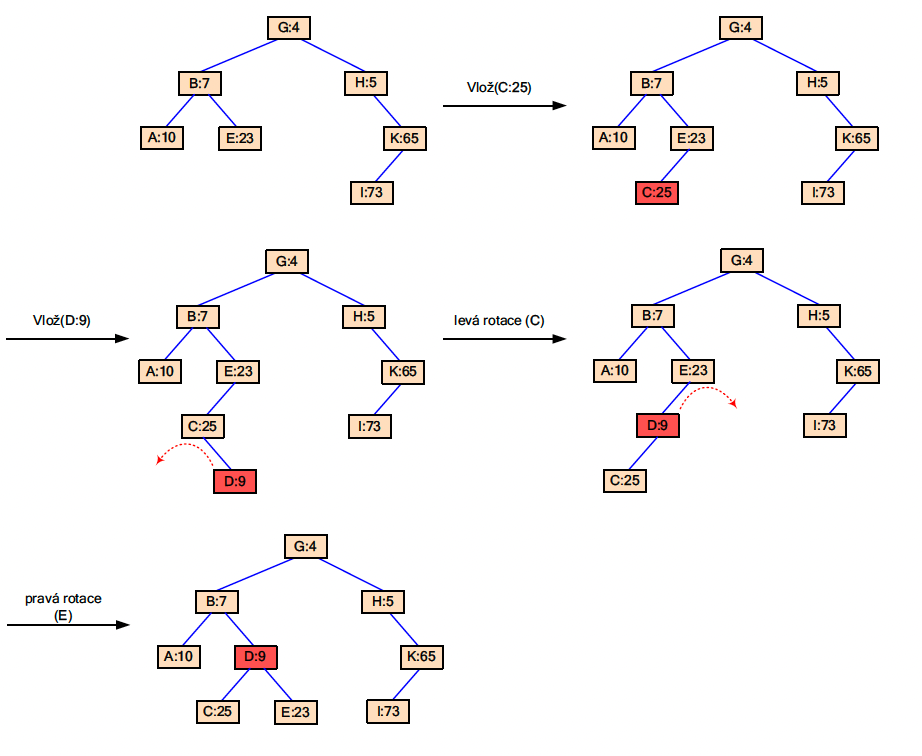 G:4
B:7
H:5
A:10
E:23
K:65
I:73
Vlož(C:25)
G:4
B:7
H:5
A:10
E:23
K:65
C:25
I:73
Vlož(D:9)
G:4
B:7
H:5
A:10
E:23
K:65
C:25
I:73
D:9
levá rotace (C)
G:4
B:7
H:5
A:10
E:23
K:65
D:9
I:73
C:25
pravá rotace
(E)
G:4
B:7
H:5
A:10
D:9
K:65
C:25
E:23
I:73